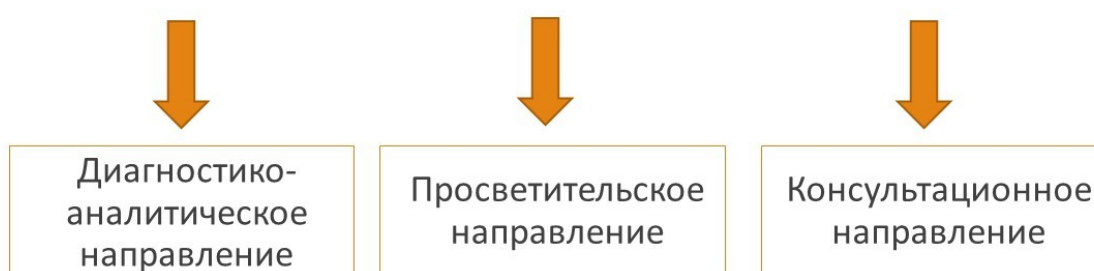 Диагностико-
аналитическое
направление
Просветительское
направление
Консультационное
направление